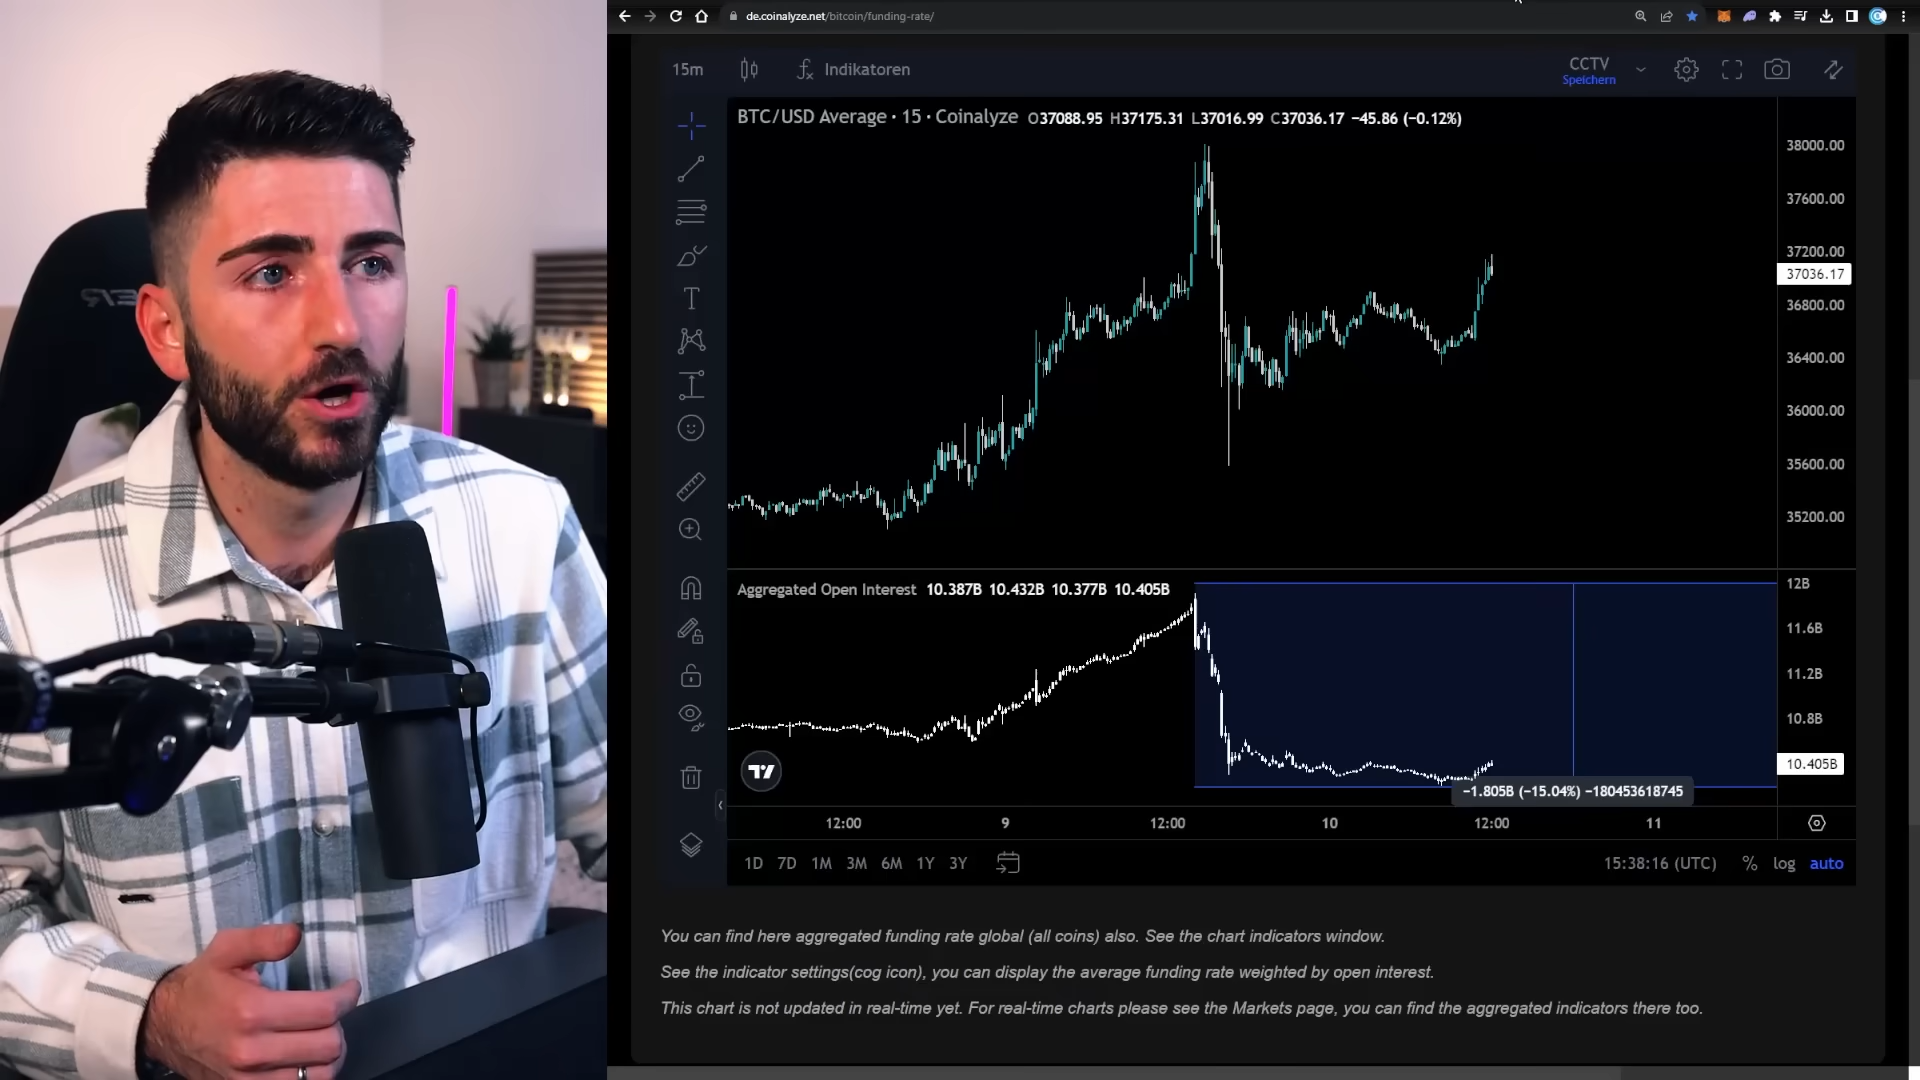 de.coinalyze.net/bitcoin/funding-rate/
15m
Indikatoren
CCTV
Speichern
BTC/USD Average · 15 · Coinalyze O37088.95 H37175.31 L37016.99 C37036.17 −45.86 (−0.12%)
38000.00
37600.00
37200.00
37036.17
36800.00
36400.00
36000.00
35600.00
35200.00
Aggregated Open Interest 10.387B 10.432B 10.377B 10.405B
12B
11.6B
11.2B
10.8B
10.405B
−1.805B (−15.04%) −180453618745
12:00 9 12:00 10 12:00 11
1D 7D 1M 3M 6M 1Y 3Y
15:38:16 (UTC) % log auto
You can find here aggregated funding rate global (all coins) also. See the chart indicators window.
See the indicator settings(cog icon), you can display the average funding rate weighted by open interest.
This chart is not updated in real-time yet. For real-time charts please see the Markets page, you can find the aggregated indicators there too.